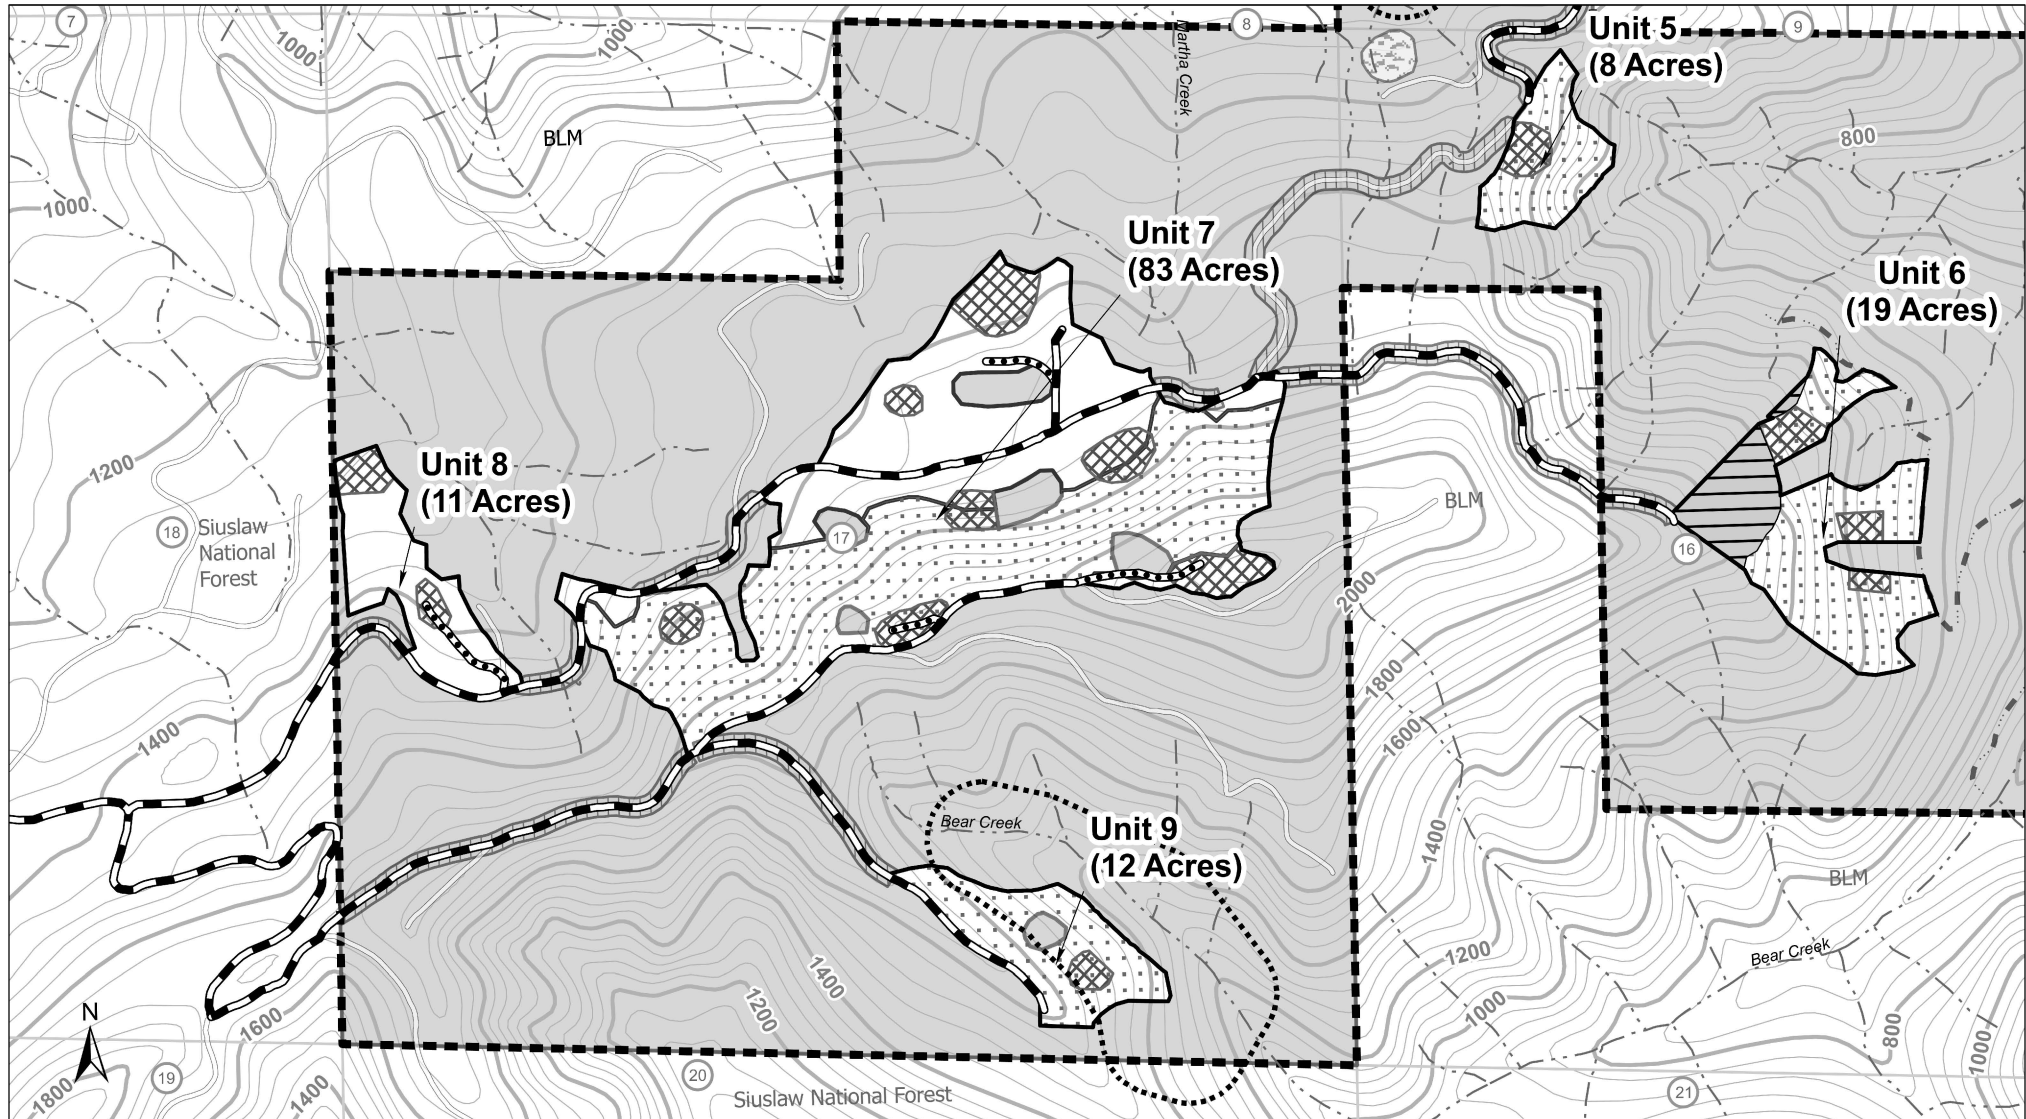 7
1000
1000
Martha Creek
8
9
Unit 5
(8 Acres)
BLM
800
1000
Unit 7
(83 Acres)
Unit 6
(19 Acres)
1200
Unit 8
(11 Acres)
BLM
18
Siuslaw
National
Forest
17
16
2000
1800
1400
1600
Bear Creek
Unit 9
(12 Acres)
1400
BLM
1400
1200
1200
Bear Creek
N
1600
1000
800
1000
19
20
1800
1400
Siuslaw National Forest
21